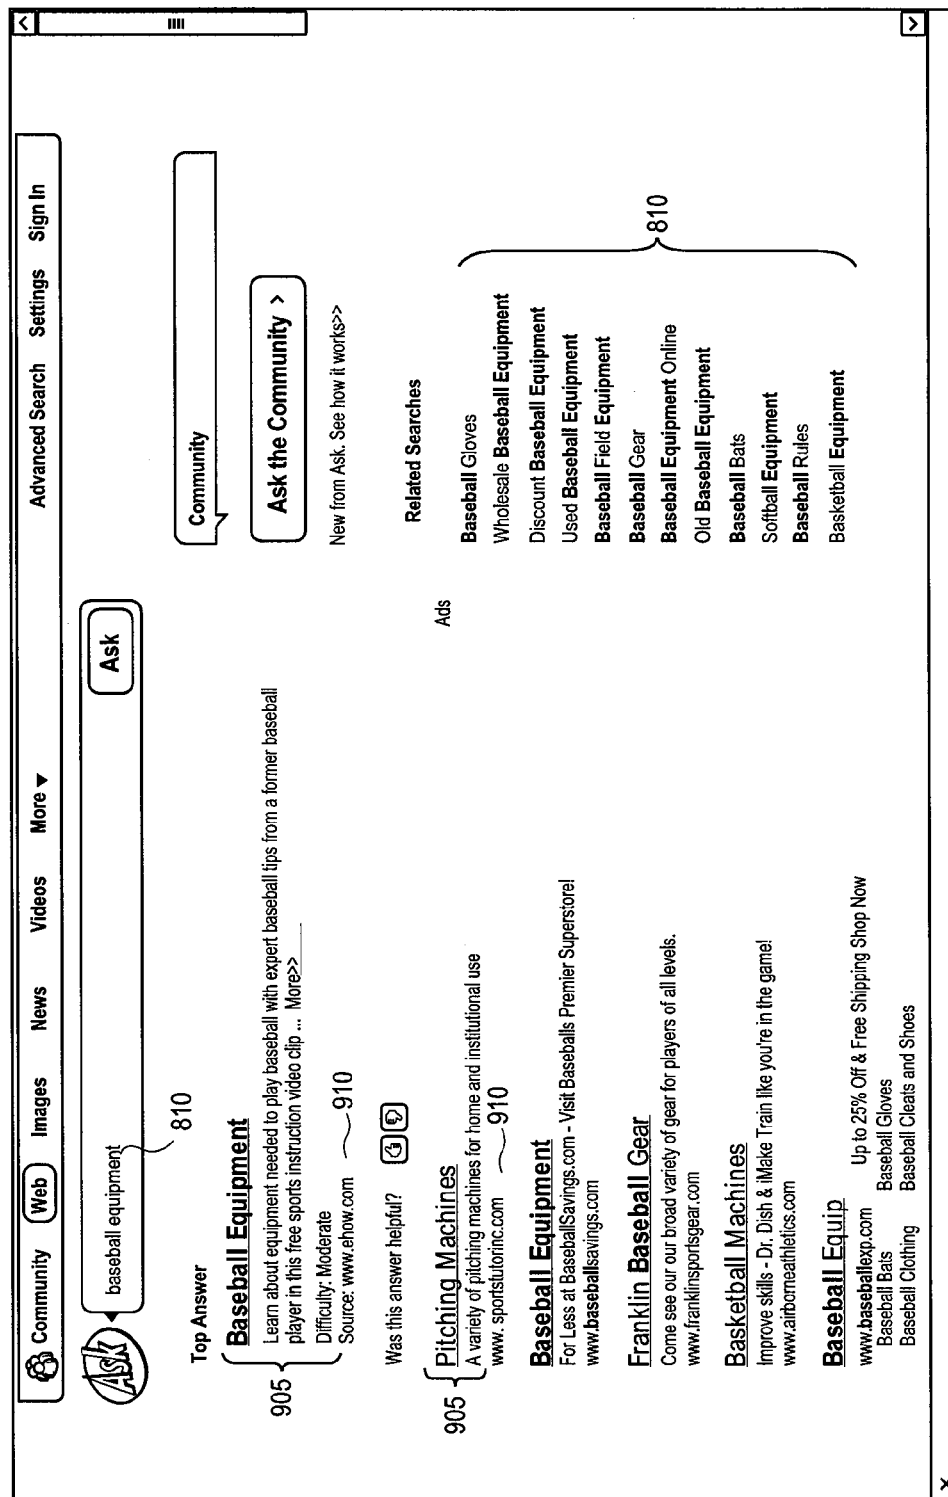 Community Web Images News Videos More ▼ Advanced Search Settings Sign In
Ask baseball equipment Ask
810
Top Answer
Baseball Equipment
Learn about equipment needed to play baseball with expert baseball tips from a former baseball
player in this free sports instruction video clip ... More>>
Difficulty: Moderate
Source: www.ehow.com 910
905
Was this answer helpful?
Ads
Pitching Machines
A variety of pitching machines for home and institutional use
www. sportstutorinc.com 910
905
Baseball Equipment
For Less at BaseballSavings.com - Visit Baseballs Premier Superstore!
www.baseballsavings.com
Franklin Baseball Gear
Come see our our broad variety of gear for players of all levels.
www.franklinsportsgear.com
Basketball Machines
Improve skills - Dr. Dish & iMake Train like you're in the game!
www.airborneathletics.com
Baseball Equip
www.baseballexp.com Up to 25% Off & Free Shipping Shop Now
Baseball Bats Baseball Gloves
Baseball Clothing Baseball Cleats and Shoes
Community
Ask the Community >
New from Ask. See how it works>>
Related Searches
Baseball Gloves
Wholesale Baseball Equipment
Discount Baseball Equipment
Used Baseball Equipment
Baseball Field Equipment
Baseball Gear
Baseball Equipment Online
Old Baseball Equipment
Baseball Bats
Softball Equipment
Baseball Rules
Basketball Equipment
810
x